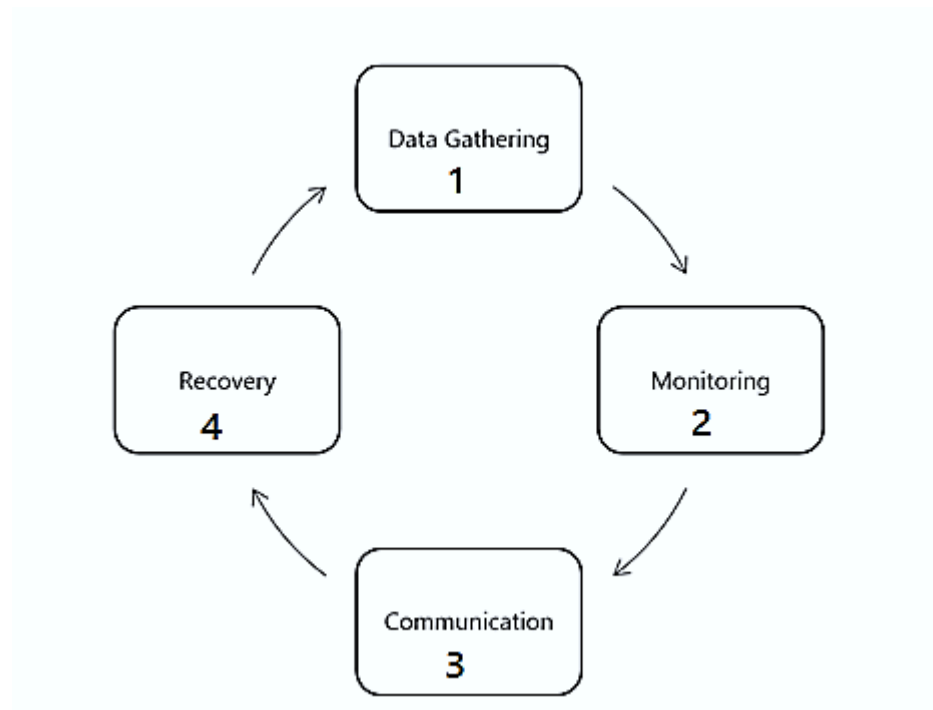 Data Gathering
1
Monitoring
2
Communication
3
Recovery
4